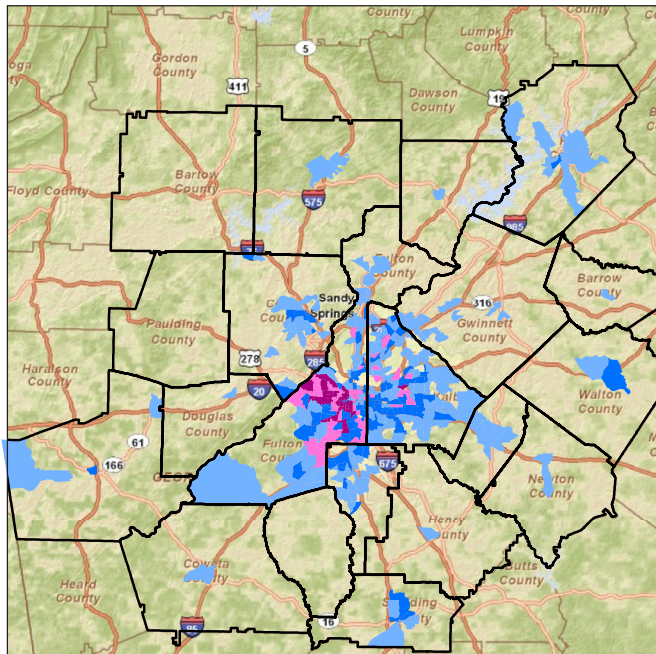 County
Lumpkin
County
5
Gordon
County
411
Dawson
County
19
Floyd County
Bartow
County
575
985
Fulton
County
Barrow
County
Sandy
Springs
316
Gwinnett
County
Paulding
County
278
285
Haralson
County
20
Douglas
County
Walton
County
61
166
Fulton
675
Newton
County
Henry
County
Coweta
Butts
County
Heard
County
16
85